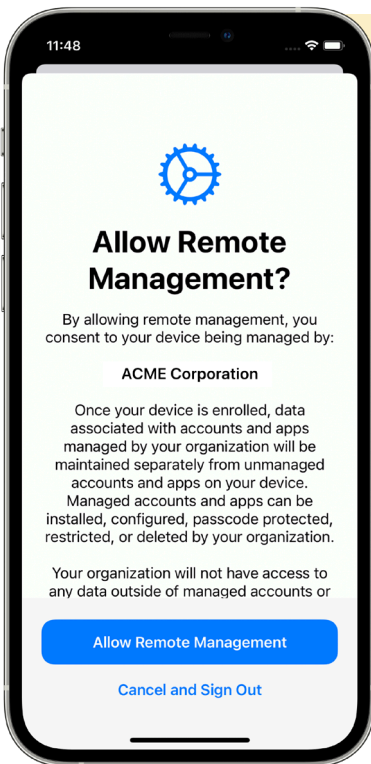 11:48
Allow Remote
Management?
By allowing remote management, you
consent to your device being managed by:
ACME Corporation
Once your device is enrolled, data
associated with accounts and apps
managed by your organization will be
maintained separately from unmanaged
accounts and apps on your device.
Managed accounts and apps can be
installed, configured, passcode protected,
restricted, or deleted by your organization.
Your organization will not have access to
any data outside of managed accounts or
Allow Remote Management
Cancel and Sign Out